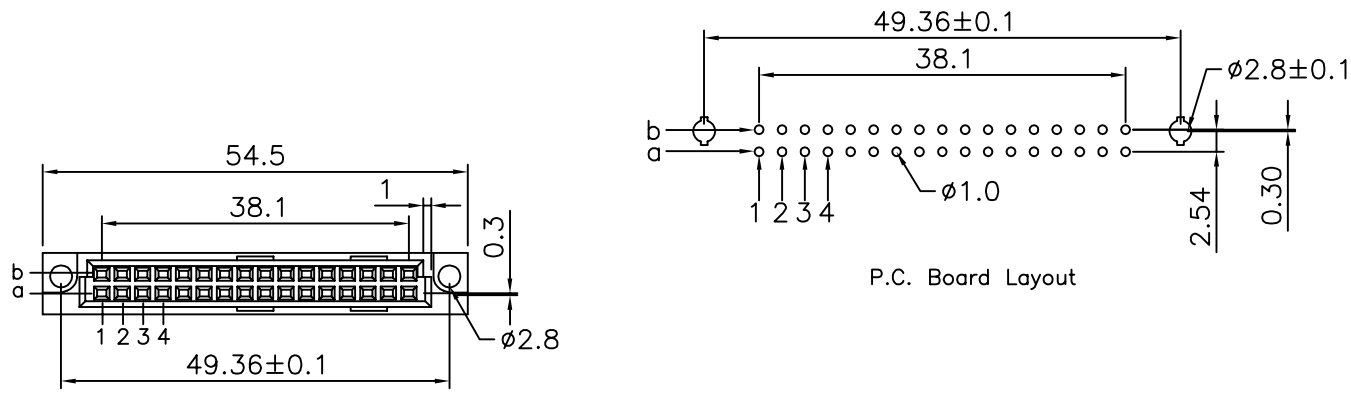 49.36±0.1
38.1
ø2.8±0.1
b
a
1 2 3 4
ø1.0
2.54
0.30
P.C. Board Layout
54.5
1
38.1
0.3
b
a
1 2 3 4
ø2.8
49.36±0.1